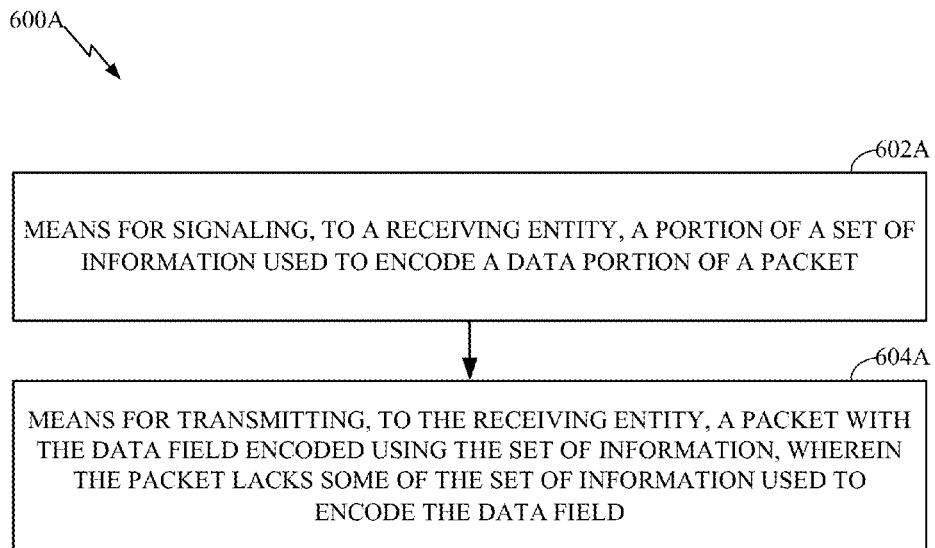 600A
602A
MEANS FOR SIGNALING, TO A RECEIVING ENTITY, A PORTION OF A SET OF
INFORMATION USED TO ENCODE A DATA PORTION OF A PACKET
604A
MEANS FOR TRANSMITTING, TO THE RECEIVING ENTITY, A PACKET WITH
THE DATA FIELD ENCODED USING THE SET OF INFORMATION, WHEREIN
THE PACKET LACKS SOME OF THE SET OF INFORMATION USED TO
ENCODE THE DATA FIELD